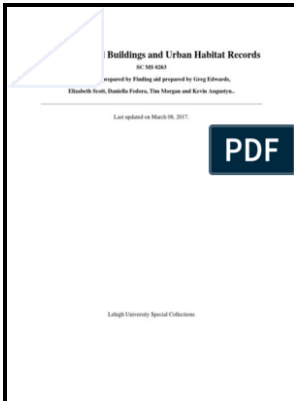 l Buildings and Urban Habitat Records
SC MS 0263
repared by Finding aid prepared by Greg Edwards,
Elizabeth Scott, Daniella Fedora, Tim Morgan and Kevin Augustyn..
Last updated on March 08, 2017.
PDF
Lehigh University Special Collections